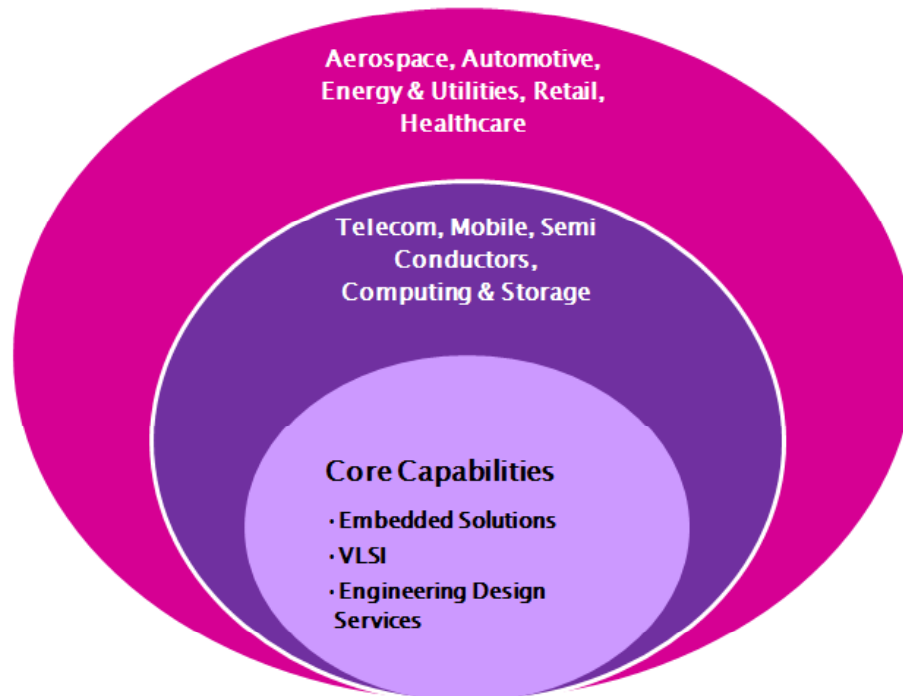 Aerospace, Automotive,
Energy & Utilities, Retail,
Healthcare
Telecom, Mobile, Semi
Conductors,
Computing & Storage
Core Capabilities
·Embedded Solutions
·VLSI
·Engineering Design
Services